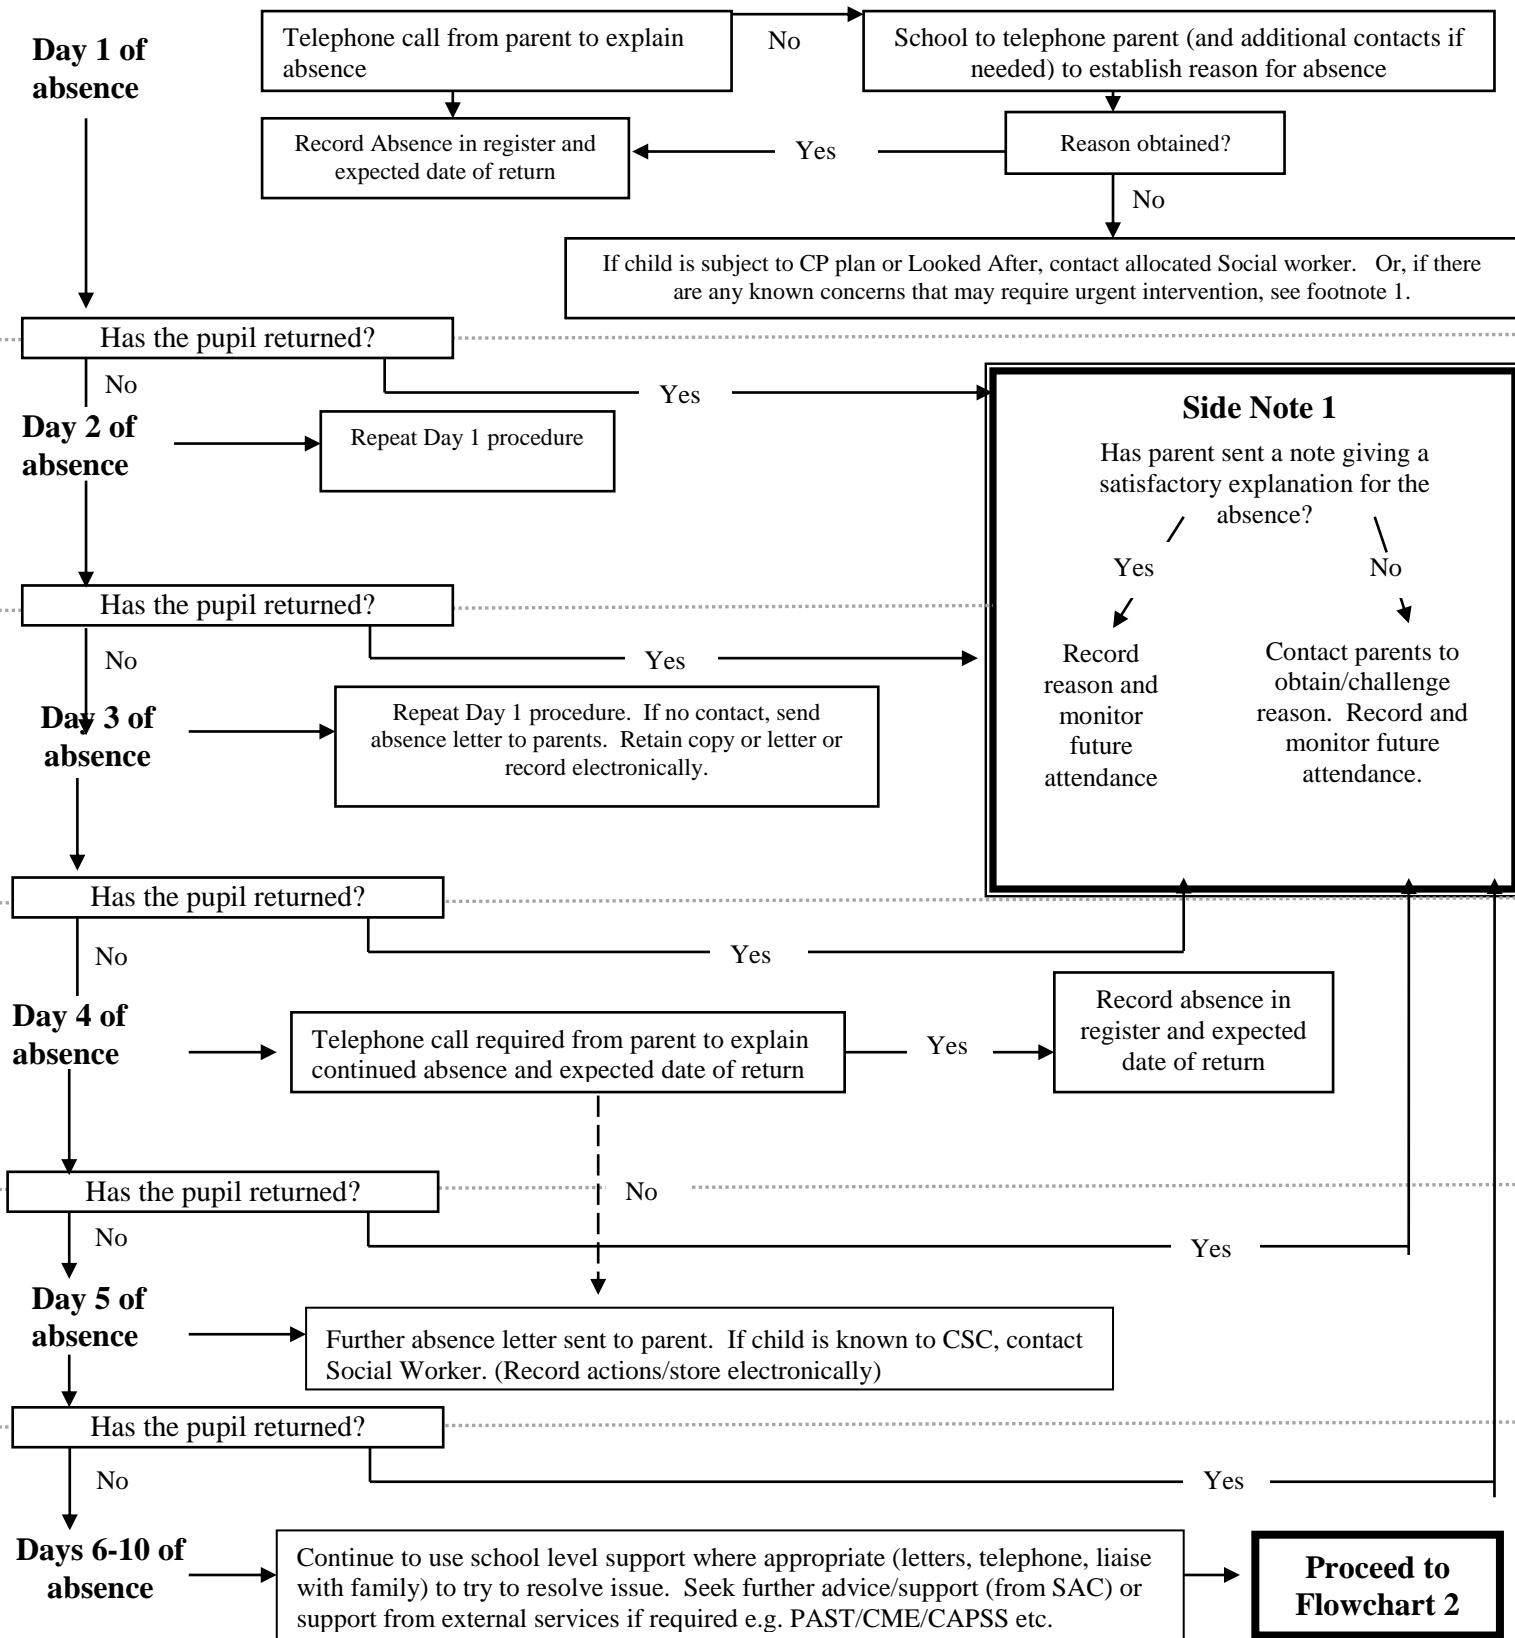 Day 1 of
absence
Telephone call from parent to explain
absence
No
School to telephone parent (and additional contacts if
needed) to establish reason for absence
Record Absence in register and
expected date of return
Yes
Reason obtained?
No
If child is subject to CP plan or Looked After, contact allocated Social worker.   Or, if there
are any known concerns that may require urgent intervention, see footnote 1.
Has the pupil returned?
No
Yes
Day 2 of
absence
Repeat Day 1 procedure
Side Note 1
Has parent sent a note giving a
satisfactory explanation for the
absence?
Yes
No
Record
reason and
monitor
future
attendance
Contact parents to
obtain/challenge
reason.  Record and
monitor future
attendance.
Has the pupil returned?
No
Yes
Day 3 of
absence
Repeat Day 1 procedure.  If no contact, send
absence letter to parents.  Retain copy or letter or
record electronically.
Has the pupil returned?
No
Yes
Day 4 of
absence
Telephone call required from parent to explain
continued absence and expected date of return
Yes
Record absence in
register and expected
date of return
Has the pupil returned?
No
No
Yes
Day 5 of
absence
Further absence letter sent to parent.  If child is known to CSC, contact
Social Worker. (Record actions/store electronically)
Has the pupil returned?
No
Yes
Days 6-10 of
absence
Continue to use school level support where appropriate (letters, telephone, liaise
with family) to try to resolve issue.  Seek further advice/support (from SAC) or
support from external services if required e.g. PAST/CME/CAPSS etc.
Proceed to
Flowchart 2